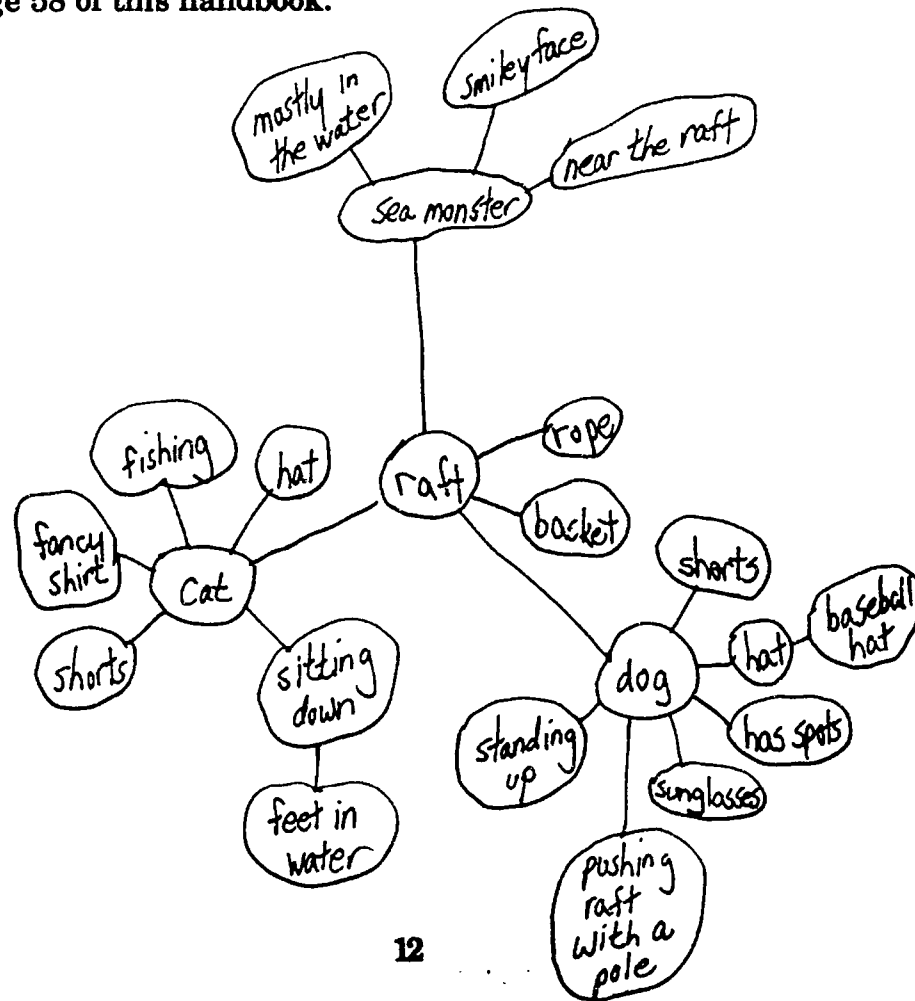 ge 58 of this handbook.
smiley face
mostly in
the water
near the raft
sea monster
rope
fishing
hat
raft
basket
fancy
shirt
cat
shorts
shorts
baseball
hat
hat
sitting
down
dog
has spots
standing
up
sunglasses
feet in
water
pushing
raft
with a
pole
12